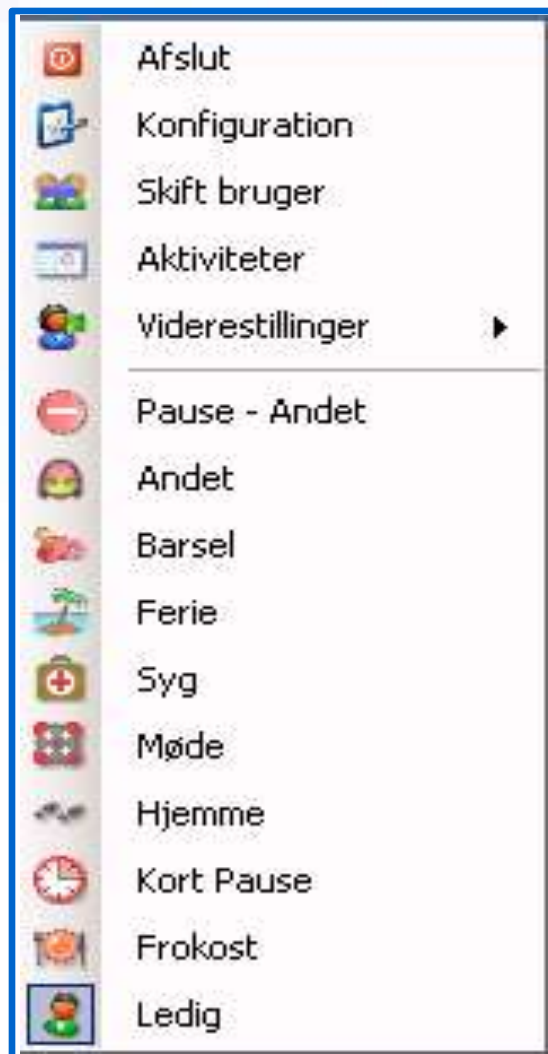 Afslut
Konfiguration
Skift bruger
Aktiviteter
Viderestillinger
Pause - Andet
Andet
Barsel
Ferie
Syg
Møde
Hjemme
Kort Pause
Frokost
Ledig